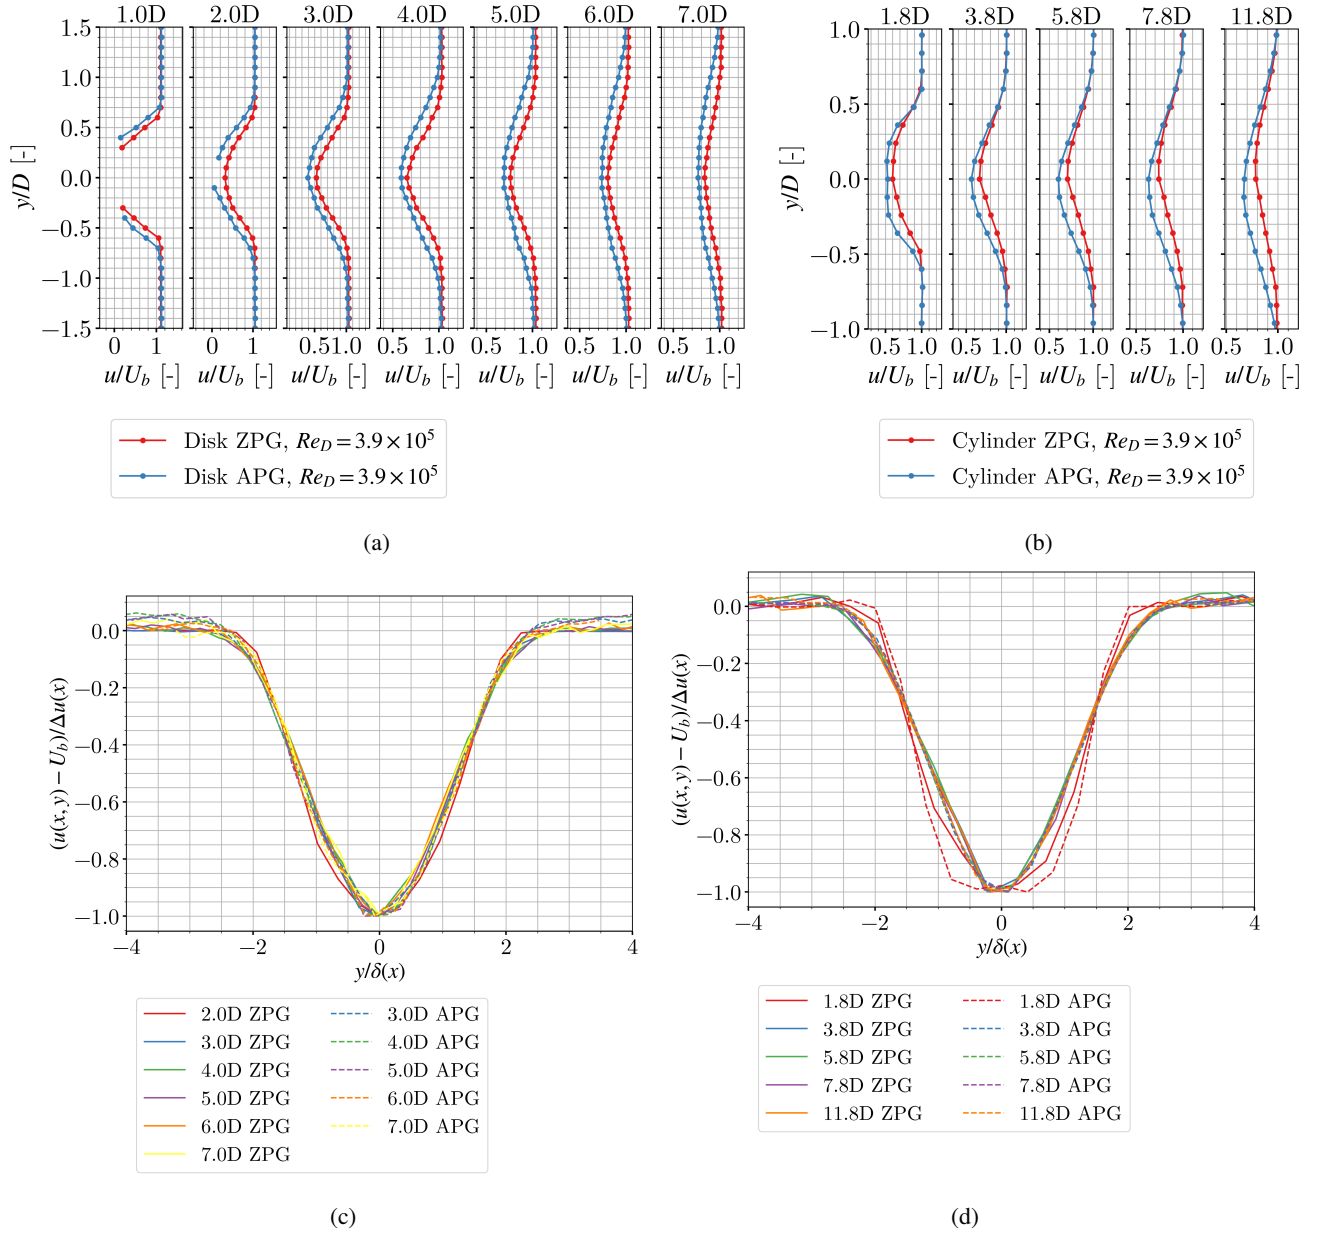 1.0D 2.0D 3.0D 4.0D 5.0D 6.0D 7.0D
1.5
1.0
0.5
0.0
−0.5
−1.0
−1.5
y/D [-]
0 1 0 1 0.5 1.0 0.5 1.0 0.5 1.0 0.5 1.0 0.5 1.0
u/U_b [-] u/U_b [-] u/U_b [-] u/U_b [-] u/U_b [-] u/U_b [-] u/U_b [-]
Disk ZPG, Re_D = 3.9 × 10⁵
Disk APG, Re_D = 3.9 × 10⁵
(a)
1.8D 3.8D 5.8D 7.8D 11.8D
1.0
0.5
0.0
−0.5
−1.0
y/D [-]
0.5 1.0 0.5 1.0 0.5 1.0 0.5 1.0 0.5 1.0
u/U_b [-] u/U_b [-] u/U_b [-] u/U_b [-] u/U_b [-]
Cylinder ZPG, Re_D = 3.9 × 10⁵
Cylinder APG, Re_D = 3.9 × 10⁵
(b)
0.0
−0.2
−0.4
−0.6
−0.8
−1.0
(u(x,y) − U_b)/Δu(x)
−4 −2 0 2 4
y/δ(x)
2.0D ZPG
3.0D ZPG
4.0D ZPG
5.0D ZPG
6.0D ZPG
7.0D ZPG
3.0D APG
4.0D APG
5.0D APG
6.0D APG
7.0D APG
(c)
0.0
−0.2
−0.4
−0.6
−0.8
−1.0
(u(x,y) − U_b)/Δu(x)
−4 −2 0 2 4
y/δ(x)
1.8D ZPG
3.8D ZPG
5.8D ZPG
7.8D ZPG
11.8D ZPG
1.8D APG
3.8D APG
5.8D APG
7.8D APG
11.8D APG
(d)